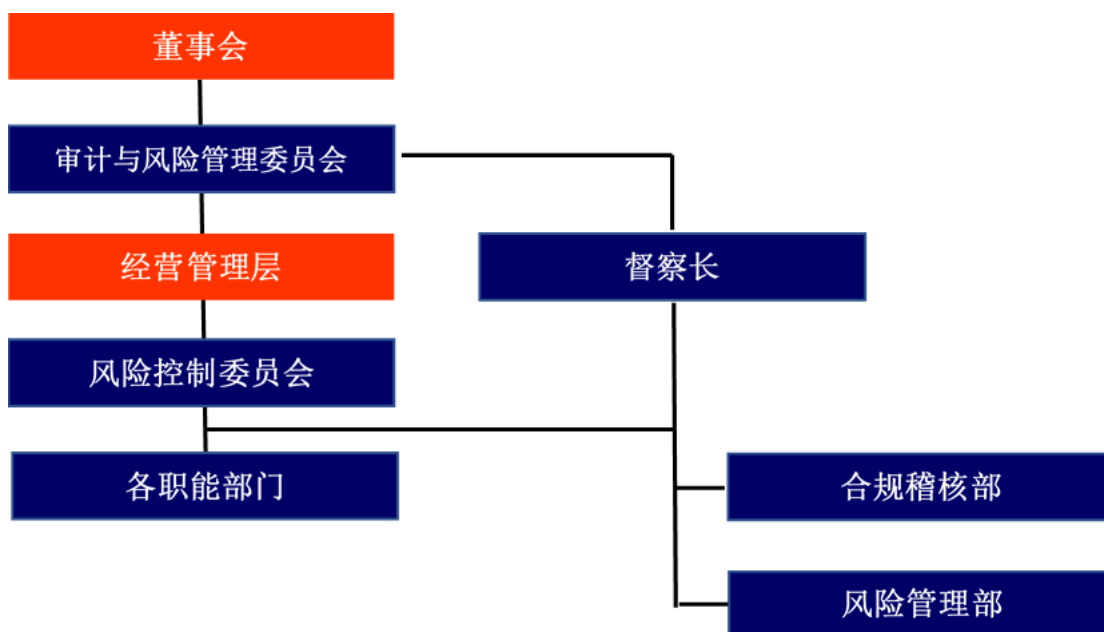 董事会
审计与风险管理委员会
经营管理层
督察长
风险控制委员会
各职能部门
合规稽核部
风险管理部